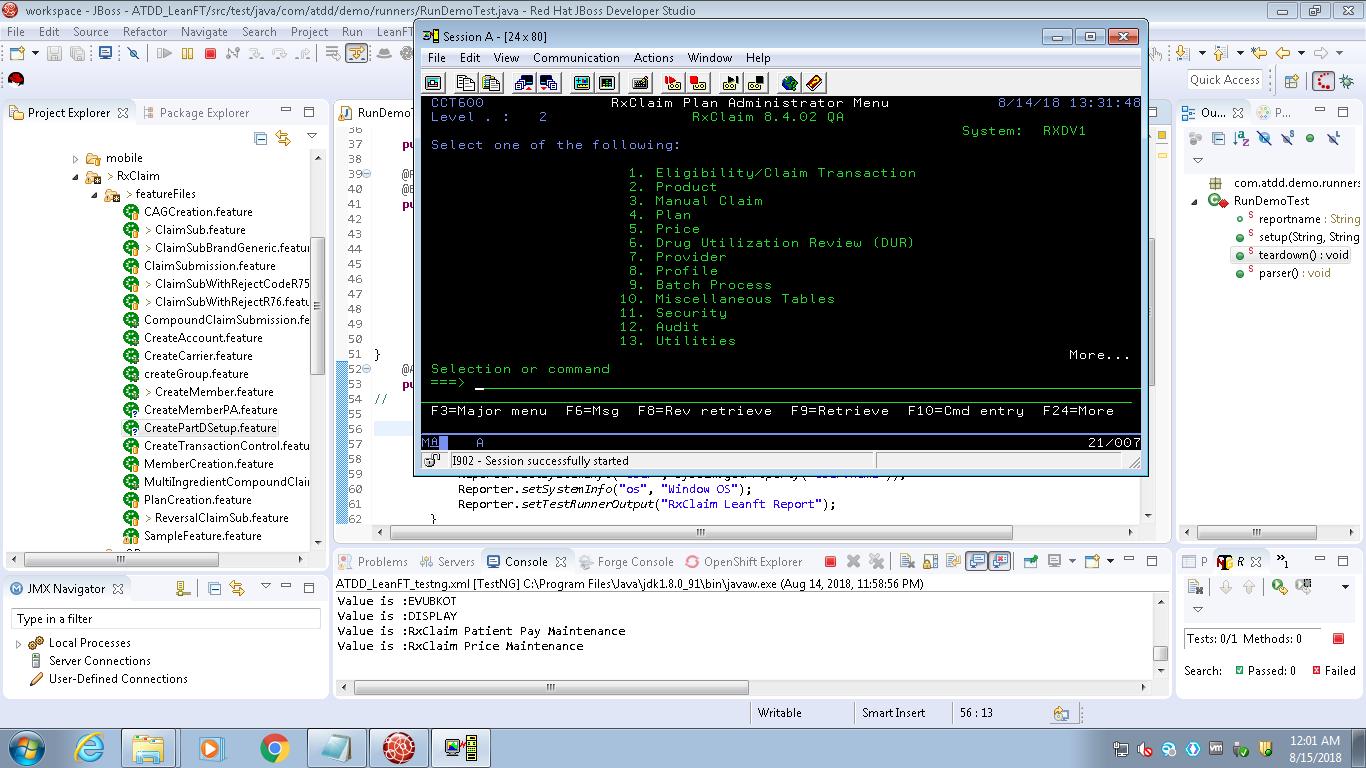 workspace - JBoss - ATDD_LeanFT/src/test/java/com/atdd/demo/runners/RunDemoTest.java - Red Hat JBoss Developer Studio
File Edit Source Refactor Navigate Search Project Run LeanFT
Quick Access
Project Explorer Package Explorer
mobile
> RxClaim
> featureFiles
CAGCreation.feature
> ClaimSub.feature
> ClaimSubBrandGeneric.featur
ClaimSubmission.feature
> ClaimSubWithRejectCodeR75
> ClaimSubWithRejectR76.featu
CompoundClaimSubmission.fe
CreateAccount.feature
CreateCarrier.feature
createGroup.feature
> CreateMember.feature
CreateMemberPA.feature
CreatePartDSetup.feature
CreateTransactionControl.featu
MemberCreation.feature
MultiIngredientCompoundClai
PlanCreation.feature
> ReversalClaimSub.feature
SampleFeature.feature
JMX Navigator
Type in a filter
Local Processes
Server Connections
User-Defined Connections
RunDemoT
36
37 pu
38
39 @P
40 @B
41 pu
42
43
44
45
46
47
48
49
50
51 }
52 @A
53 pu
54 //
55
56
57
58
59
60 Reporter.setSystemInfo("os", "Window OS");
61 Reporter.setTestRunnerOutput("RxClaim Leanft Report");
62 }
Session A - [24 x 80]
File Edit View Communication Actions Window Help
CCT600 RxClaim Plan Administrator Menu 8/14/18 13:31:48
Level . : 2 RxClaim 8.4.02 QA
System: RXDV1
Select one of the following:
1. Eligibility/Claim Transaction
2. Product
3. Manual Claim
4. Plan
5. Price
6. Drug Utilization Review (DUR)
7. Provider
8. Profile
9. Batch Process
10. Miscellaneous Tables
11. Security
12. Audit
13. Utilities
More...
Selection or command
===>
F3=Major menu F6=Msg F8=Rev retrieve F9=Retrieve F10=Cmd entry F24=More
MA A 21/007
I902 - Session successfully started
Problems Servers Console Forge Console OpenShift Explorer
ATDD_LeanFT_testng.xml [TestNG] C:\Program Files\Java\jdk1.8.0_91\bin\javaw.exe (Aug 14, 2018, 11:58:56 PM)
Value is :EVUBKOT
Value is :DISPLAY
Value is :RxClaim Patient Pay Maintenance
Value is :RxClaim Price Maintenance
Ou... P...
com.atdd.demo.runners
RunDemoTest
reportname : String
setup(String, String
teardown() : void
parser() : void
P R
Tests: 0/1 Methods: 0
Search: Passed: 0 Failed
Writable Smart Insert 56 : 13
12:01 AM
8/15/2018